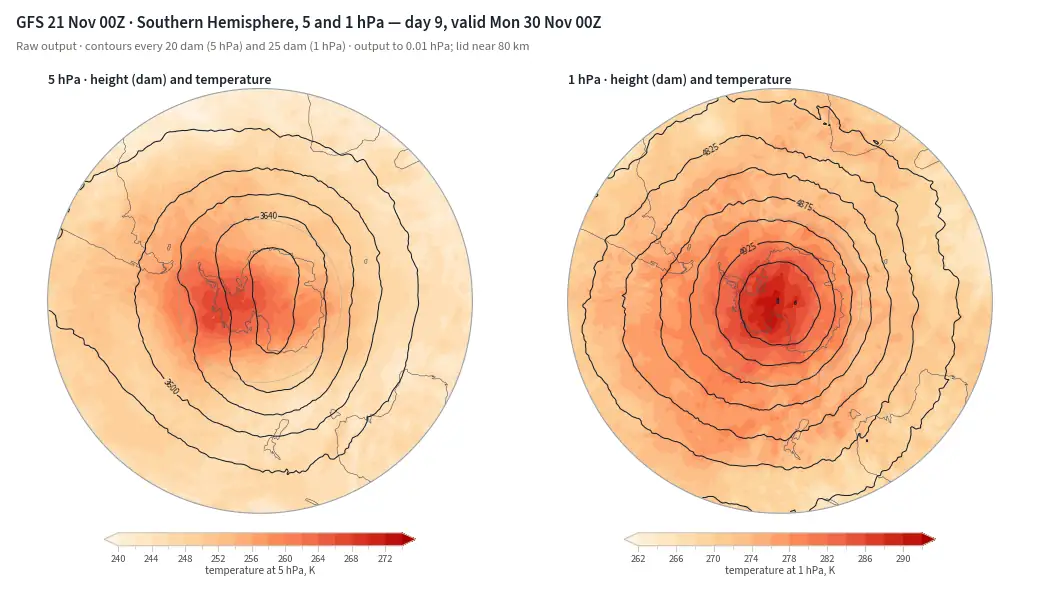 GFS 21 Nov 00Z · Southern Hemisphere, 5 and 1 hPa — day 9, valid Mon 30 Nov 00Z
Raw output · contours every 20 dam (5 hPa) and 25 dam (1 hPa) · output to 0.01 hPa; lid near 80 km
5 hPa · height (dam) and temperature
1 hPa · height (dam) and temperature
3640
3600
4825
4875
4925
240 244 248 252 256 260 264 268 272
temperature at 5 hPa, K
262 266 270 274 278 282 286 290
temperature at 1 hPa, K